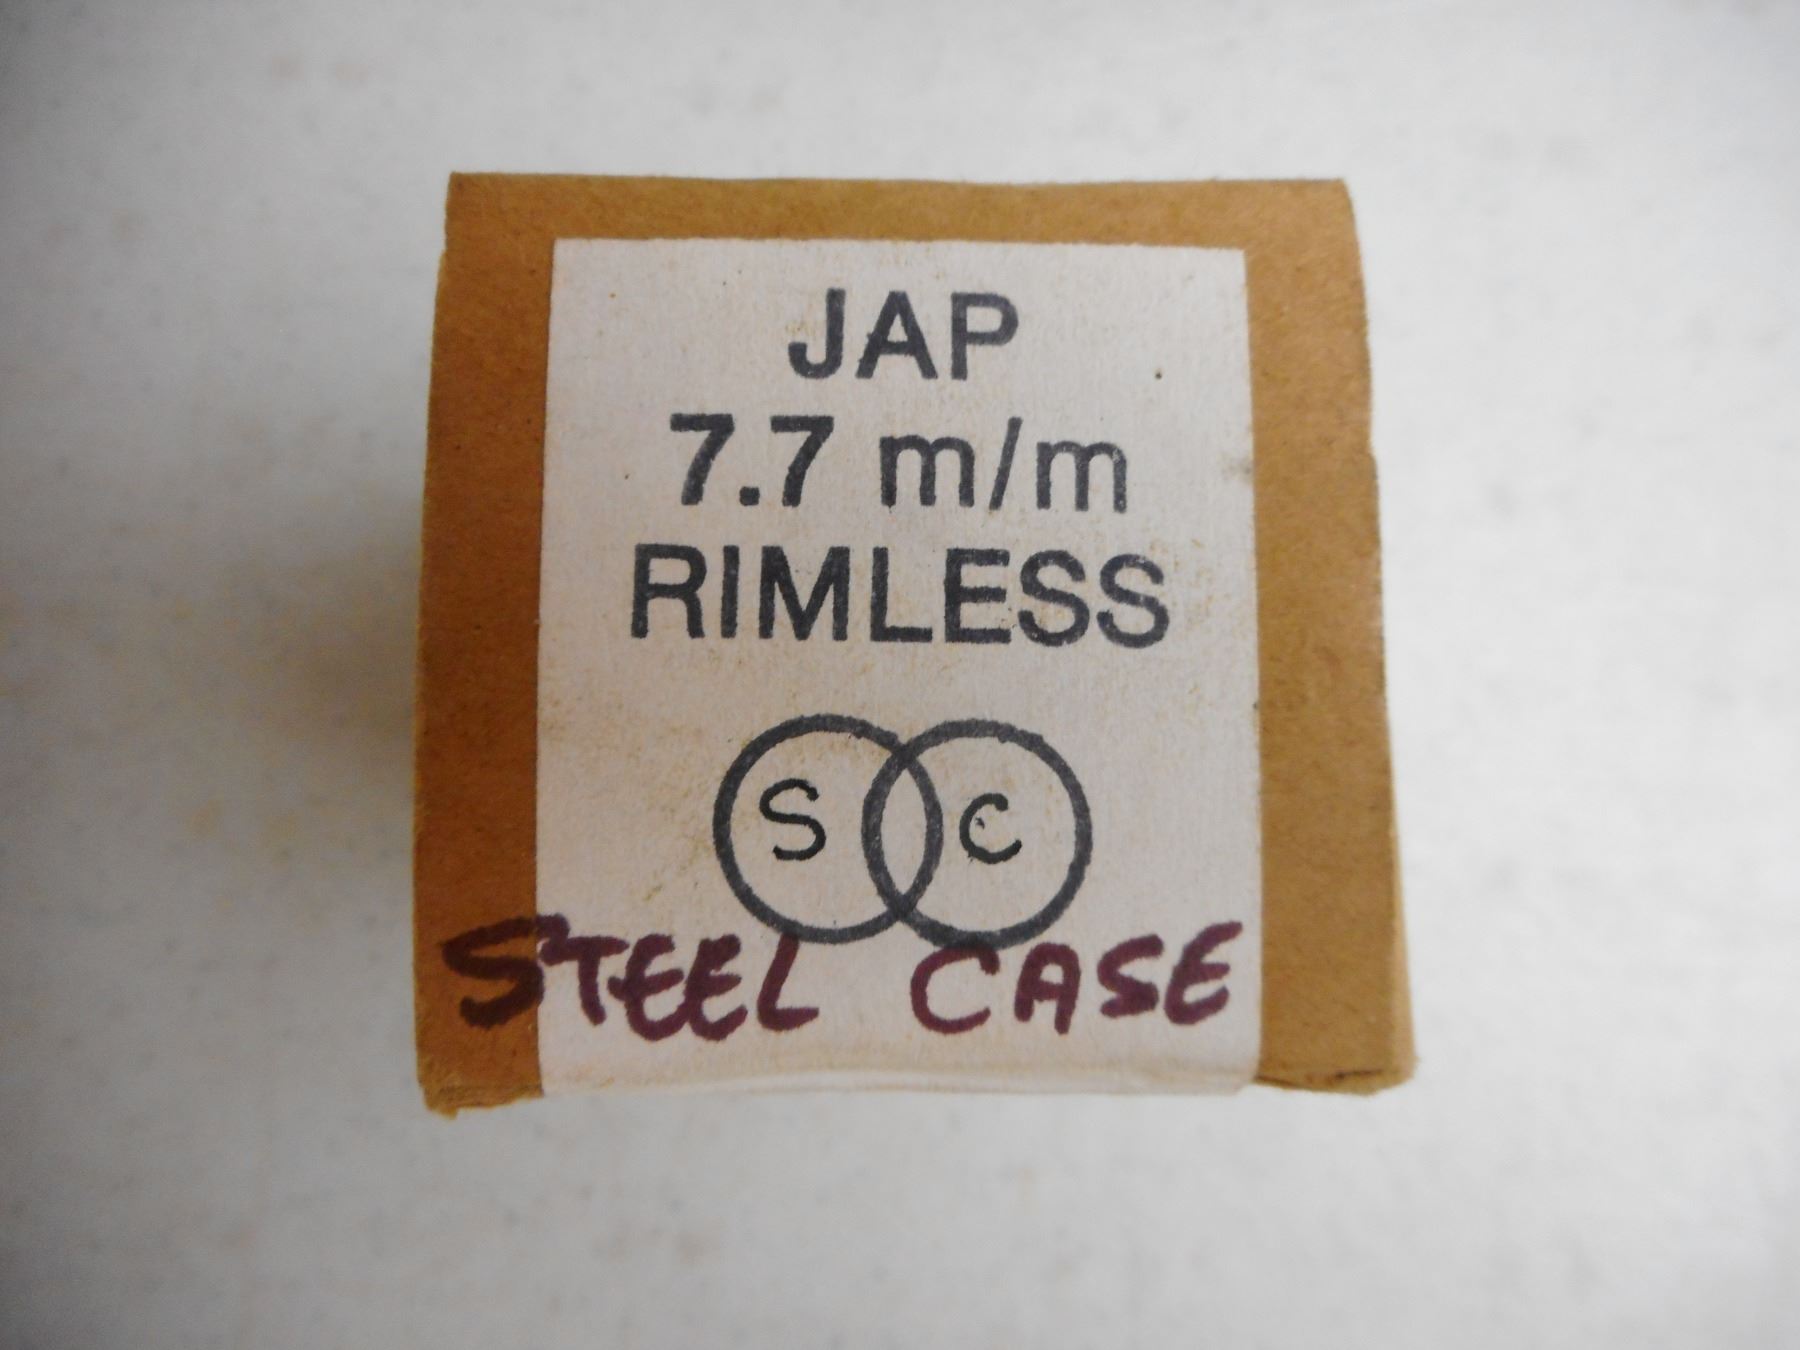 JAP
7.7 m/m
RIMLESS
S C
STEEL CASE